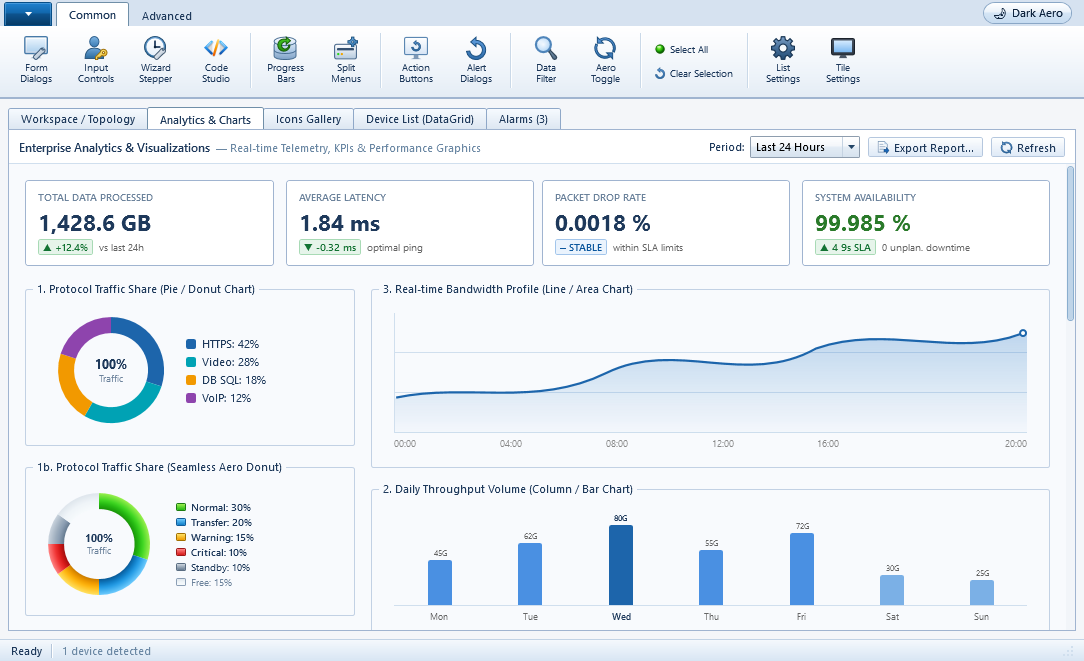 Common
Advanced
Dark Aero
Form Dialogs
Input Controls
Wizard Stepper
Code Studio
Progress Bars
Split Menus
Action Buttons
Alert Dialogs
Data Filter
Aero Toggle
Select All
Clear Selection
List Settings
Tile Settings
Workspace / Topology
Analytics & Charts
Icons Gallery
Device List (DataGrid)
Alarms (3)
Enterprise Analytics & Visualizations — Real-time Telemetry, KPIs & Performance Graphics
Period: Last 24 Hours
Export Report...
Refresh
TOTAL DATA PROCESSED
1,428.6 GB
▲ +12.4% vs last 24h
AVERAGE LATENCY
1.84 ms
▼ -0.32 ms optimal ping
PACKET DROP RATE
0.0018 %
– STABLE within SLA limits
SYSTEM AVAILABILITY
99.985 %
▲ 4 9s SLA 0 unplan. downtime
1. Protocol Traffic Share (Pie / Donut Chart)
100%
Traffic
HTTPS: 42%
Video: 28%
DB SQL: 18%
VoIP: 12%
3. Real-time Bandwidth Profile (Line / Area Chart)
00:00 04:00 08:00 12:00 16:00 20:00
1b. Protocol Traffic Share (Seamless Aero Donut)
100%
Traffic
Normal: 30%
Transfer: 20%
Warning: 15%
Critical: 10%
Standby: 10%
Free: 15%
2. Daily Throughput Volume (Column / Bar Chart)
45G 62G 80G 55G 72G 30G 25G
Mon Tue Wed Thu Fri Sat Sun
Ready
1 device detected